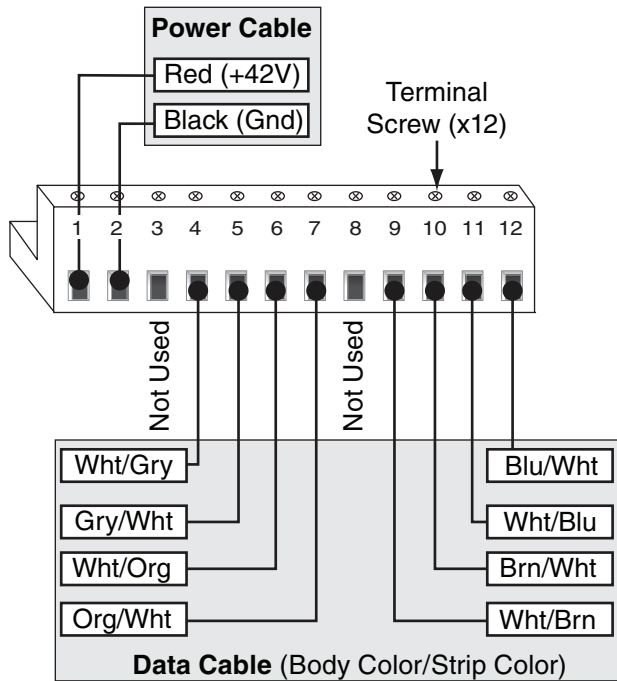 Power Cable
Red (+42V)
Black (Gnd)
Terminal
Screw (x12)
1 2 3 4 5 6 7 8 9 10 11 12
Not Used
Not Used
Wht/Gry
Gry/Wht
Wht/Org
Org/Wht
Blu/Wht
Wht/Blu
Brn/Wht
Wht/Brn
Data Cable (Body Color/Strip Color)